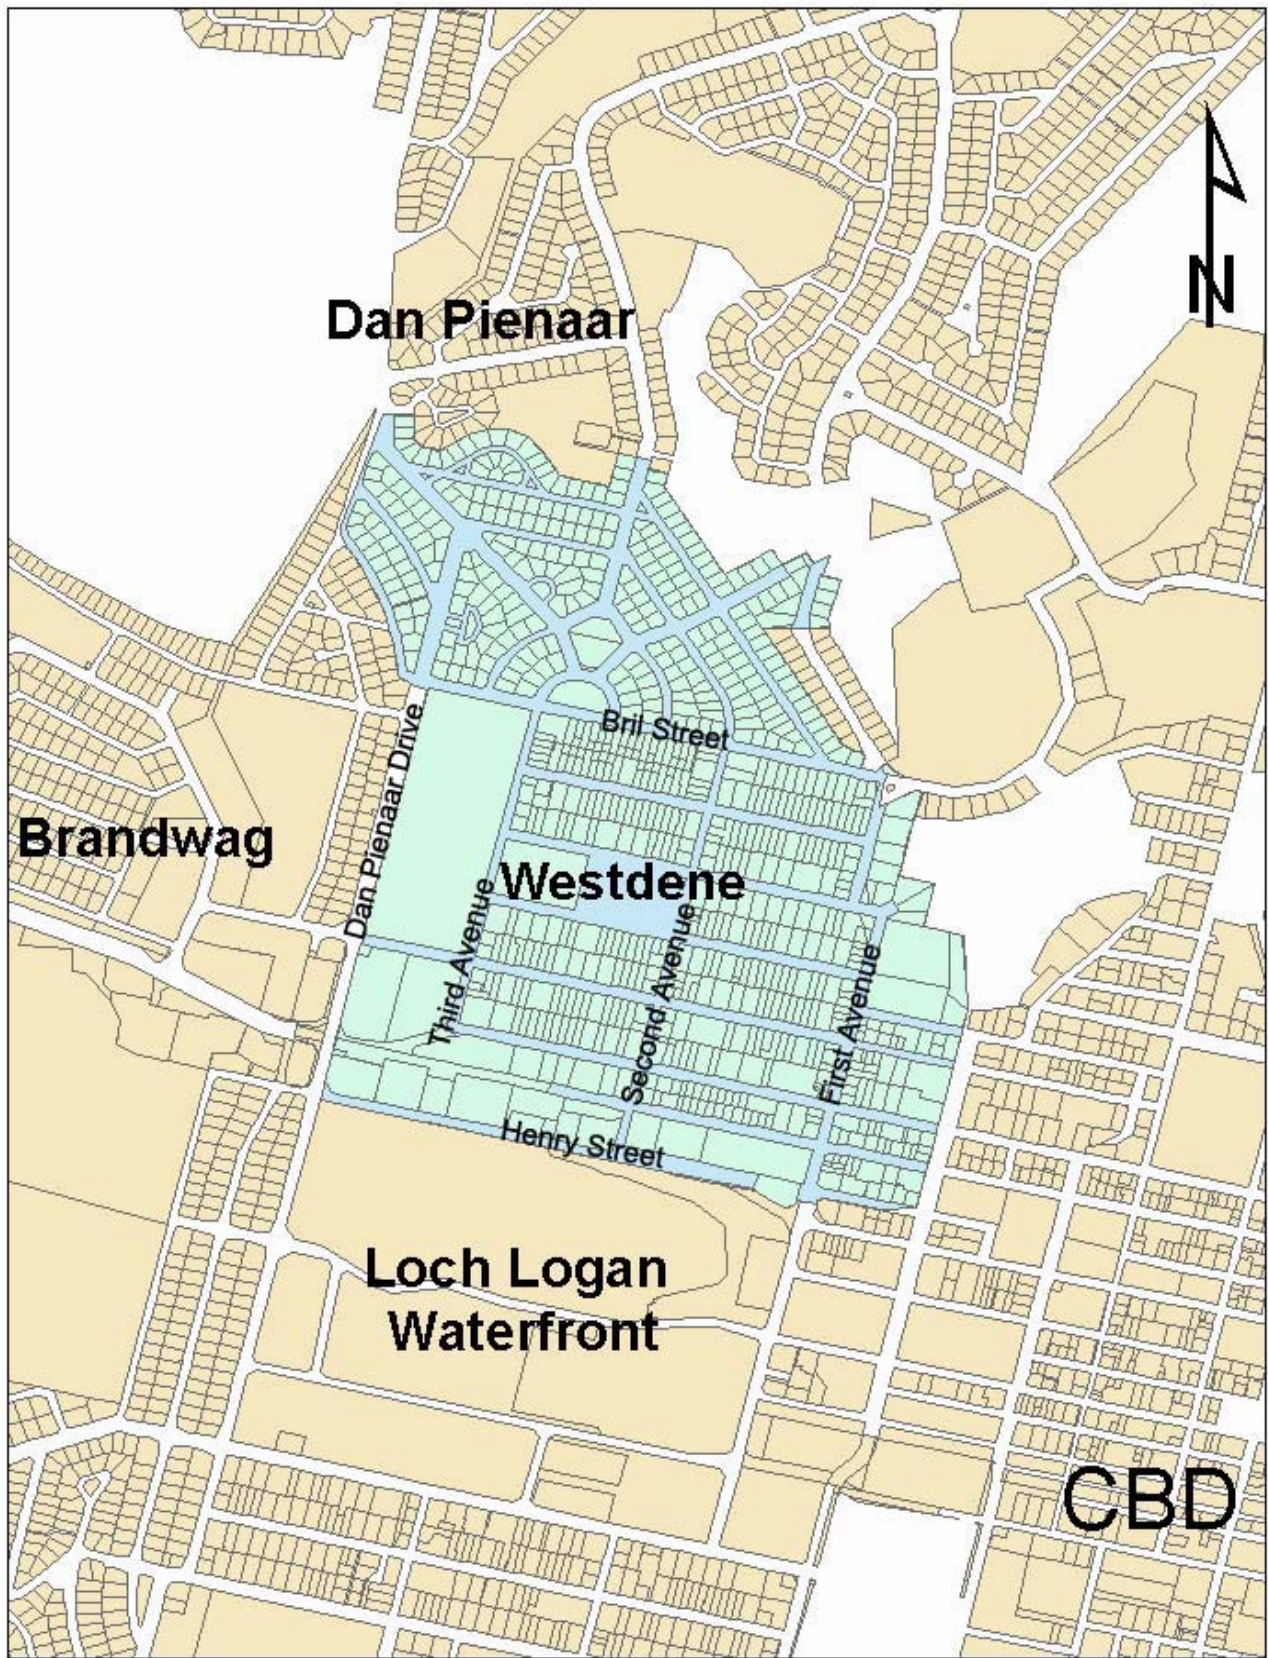 N
Dan Pienaar
Bril Street
Dan Pienaar Drive
Brandwag
Westdene
Third Avenue
Second Avenue
First Avenue
Henry Street
Loch Logan
Waterfront
CBD